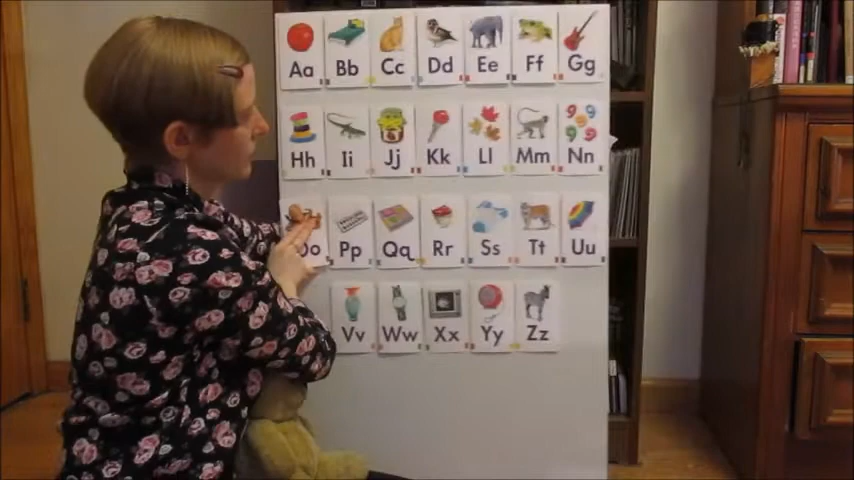 Aa Bb Cc Dd Ee Ff Gg
Hh Ii Jj Kk Ll Mm Nn
Oo Pp Qq Rr Ss Tt Uu
Vv Ww Xx Yy Zz